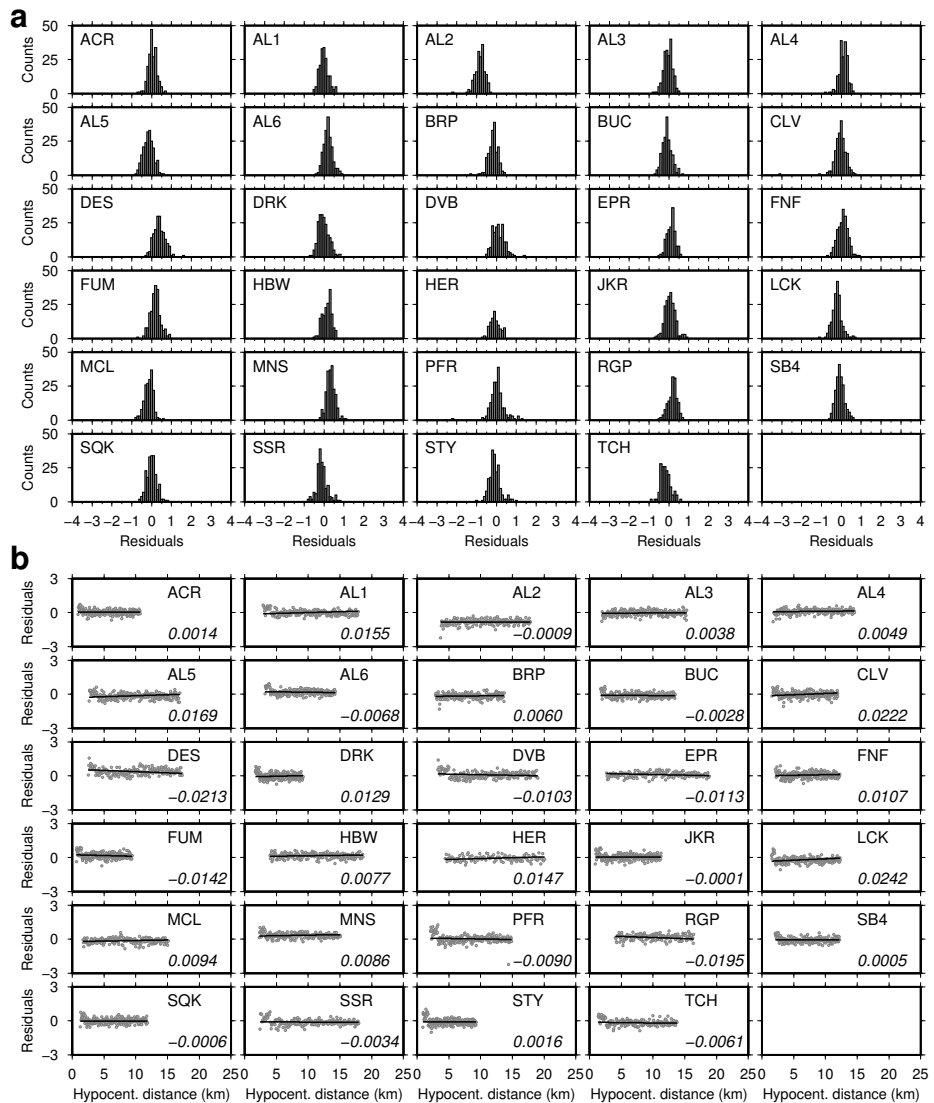 a
50 ACR AL1 AL2 AL3 AL4
Counts 25
0
50 AL5 AL6 BRP BUC CLV
Counts 25
0
50 DES DRK DVB EPR FNF
Counts 25
0
50 FUM HBW HER JKR LCK
Counts 25
0
50 MCL MNS PFR RGP SB4
Counts 25
0
50 SQK SSR STY TCH
Counts 25
0
−4 −3 −2 −1 0 1 2 3 4−4 −3 −2 −1 0 1 2 3 4−4 −3 −2 −1 0 1 2 3 4−4 −3 −2 −1 0 1 2 3 4−4 −3 −2 −1 0 1 2 3 4
Residuals Residuals Residuals Residuals Residuals
b
3 ACR AL1 AL2 AL3 AL4
Residuals 0
−3 0.0014 0.0155 −0.0009 0.0038 0.0049
3 AL5 AL6 BRP BUC CLV
Residuals 0
−3 0.0169 −0.0068 0.0060 −0.0028 0.0222
3 DES DRK DVB EPR FNF
Residuals 0
−3 −0.0213 0.0129 −0.0103 −0.0113 0.0107
3 FUM HBW HER JKR LCK
Residuals 0
−3 −0.0142 0.0077 0.0147 −0.0001 0.0242
3 MCL MNS PFR RGP SB4
Residuals 0
−3 0.0094 0.0086 −0.0090 −0.0195 0.0005
3 SQK SSR STY TCH
Residuals 0
−3 −0.0006 −0.0034 0.0016 −0.0061
0 5 10 15 20 25 0 5 10 15 20 25 0 5 10 15 20 25 0 5 10 15 20 25 0 5 10 15 20 25
Hypocent. distance (km) Hypocent. distance (km) Hypocent. distance (km) Hypocent. distance (km) Hypocent. distance (km)